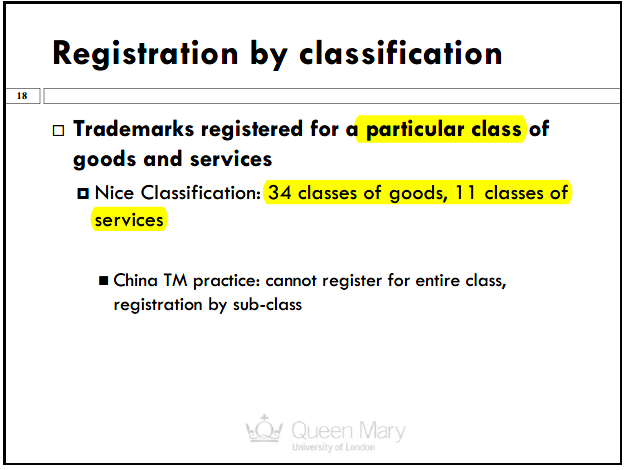 Registration by classification
18
Trademarks registered for a particular class of
goods and services
Nice Classification: 34 classes of goods, 11 classes of
services
China TM practice: cannot register for entire class,
registration by sub-class
Queen Mary
University of London